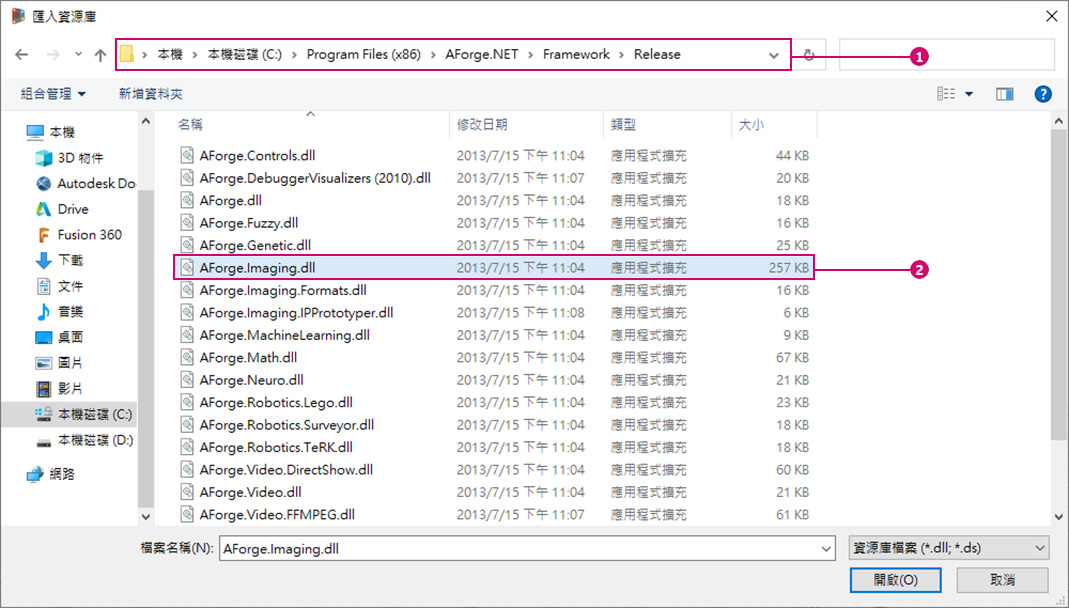 匯入資源庫
本機 › 本機磁碟 (C:) › Program Files (x86) › AForge.NET › Framework › Release
1
組合管理 新增資料夾
?
名稱 修改日期 類型 大小
本機
3D 物件
Autodesk Do
Drive
Fusion 360
下載
文件
音樂
桌面
圖片
影片
本機磁碟 (C:)
本機磁碟 (D:)
網路
AForge.Controls.dll 2013/7/15 下午 11:04 應用程式擴充 44 KB
AForge.DebuggerVisualizers (2010).dll 2013/7/15 下午 11:07 應用程式擴充 20 KB
AForge.dll 2013/7/15 下午 11:04 應用程式擴充 18 KB
AForge.Fuzzy.dll 2013/7/15 下午 11:04 應用程式擴充 16 KB
AForge.Genetic.dll 2013/7/15 下午 11:04 應用程式擴充 25 KB
AForge.Imaging.dll 2013/7/15 下午 11:04 應用程式擴充 257 KB
2
AForge.Imaging.Formats.dll 2013/7/15 下午 11:04 應用程式擴充 16 KB
AForge.Imaging.IPPrototyper.dll 2013/7/15 下午 11:08 應用程式擴充 6 KB
AForge.MachineLearning.dll 2013/7/15 下午 11:04 應用程式擴充 9 KB
AForge.Math.dll 2013/7/15 下午 11:04 應用程式擴充 67 KB
AForge.Neuro.dll 2013/7/15 下午 11:04 應用程式擴充 21 KB
AForge.Robotics.Lego.dll 2013/7/15 下午 11:04 應用程式擴充 23 KB
AForge.Robotics.Surveyor.dll 2013/7/15 下午 11:04 應用程式擴充 18 KB
AForge.Robotics.TeRK.dll 2013/7/15 下午 11:04 應用程式擴充 18 KB
AForge.Video.DirectShow.dll 2013/7/15 下午 11:04 應用程式擴充 60 KB
AForge.Video.dll 2013/7/15 下午 11:04 應用程式擴充 21 KB
AForge.Video.FFMPEG.dll 2013/7/15 下午 11:07 應用程式擴充 61 KB
檔案名稱(N): AForge.Imaging.dll 資源庫檔案 (*.dll; *.ds)
開啟(O) 取消